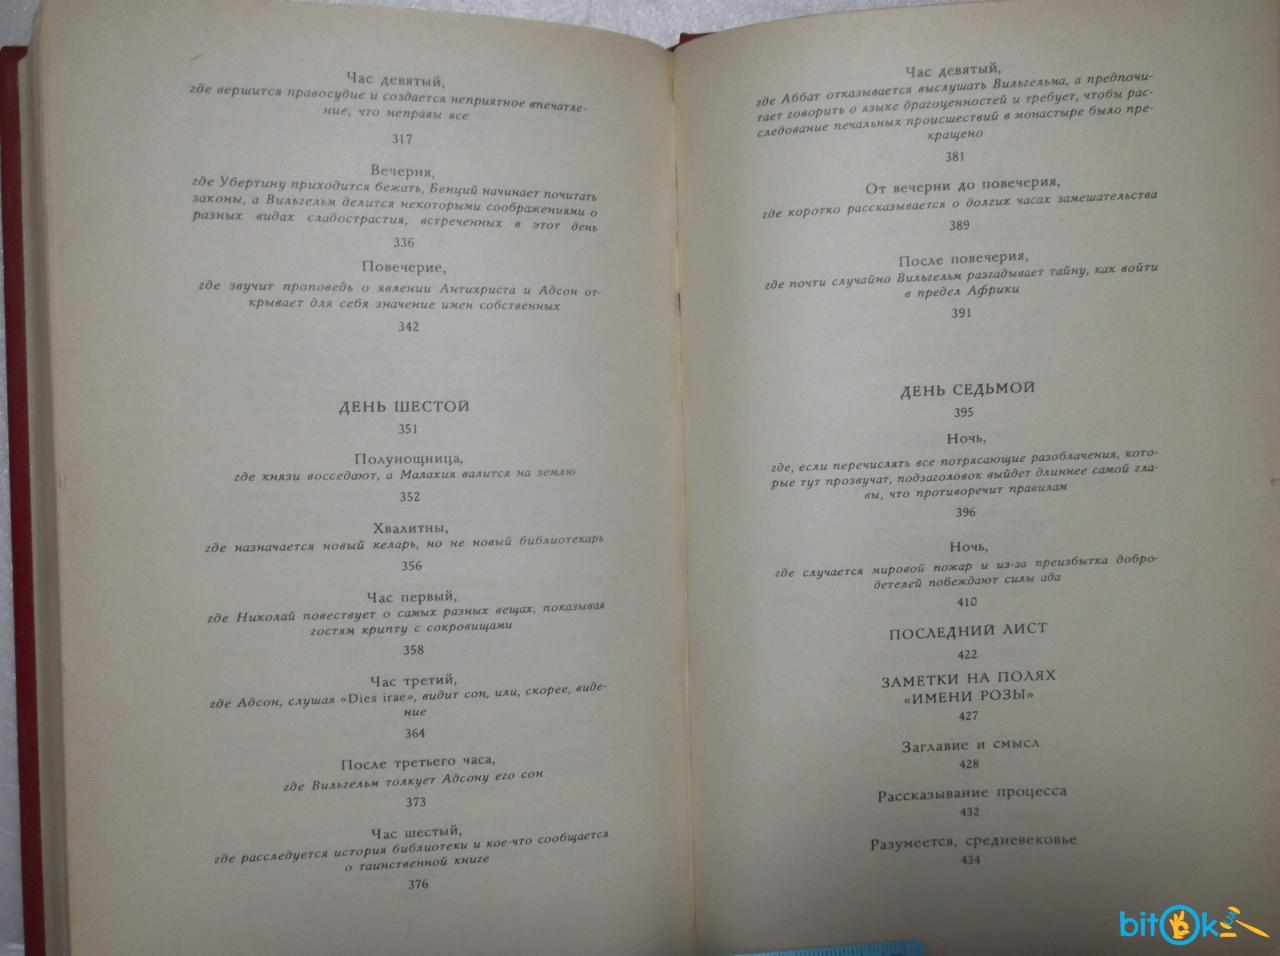 Час девятый,
где вершится правосудие и создается неприятное впечатле-
ние, что неправы все
317
Вечерня,
где Убертину приходится бежать, Бенций начинает почитать
законы, а Вильгельм делится некоторыми соображениями о
разных видах сладострастия, встреченных в этот день
336
Повечерие,
где звучит проповедь о явлении Антихриста и Адсон от-
крывает для себя значение имен собственных
342
ДЕНЬ ШЕСТОЙ
351
Полунощница,
где князи восседают, а Малахия валится на землю
352
Хвалитны,
где назначается новый келарь, но не новый библиотекарь
356
Час первый,
где Николай повествует о самых разных вещах, показывая
гостям крипту с сокровищами
358
Час третий,
где Адсон, слушая «Dies irae», видит сон, или, скорее, виде-
ние
364
После третьего часа,
где Вильгельм толкует Адсону его сон
373
Час шестый,
где расследуется история библиотеки и кое-что сообщается
о таинственной книге
376
Час девятый,
где Аббат отказывается выслушать Вильгельма, а предпочи-
тает говорить о языке драгоценностей и требует, чтобы рас-
следование печальных происшествий в монастыре было пре-
кращено
381
От вечерни до повечерия,
где коротко рассказывается о долгих часах замешательства
389
После повечерия,
где почти случайно Вильгельм разгадывает тайну, как войти
в предел Африки
391
ДЕНЬ СЕДЬМОЙ
395
Ночь,
где, если перечислять все потрясающие разоблачения, кото-
рые тут прозвучат, подзаголовок выйдет длиннее самой гла-
вы, что противоречит правилам
396
Ночь,
где случается мировой пожар и из-за преизбытка добро-
детелей побеждают силы ада
410
ПОСЛЕДНИЙ ЛИСТ
422
ЗАМЕТКИ НА ПОЛЯХ
«ИМЕНИ РОЗЫ»
427
Заглавие и смысл
428
Рассказывание процесса
432
Разумеется, средневековье
434
bitOk
UA